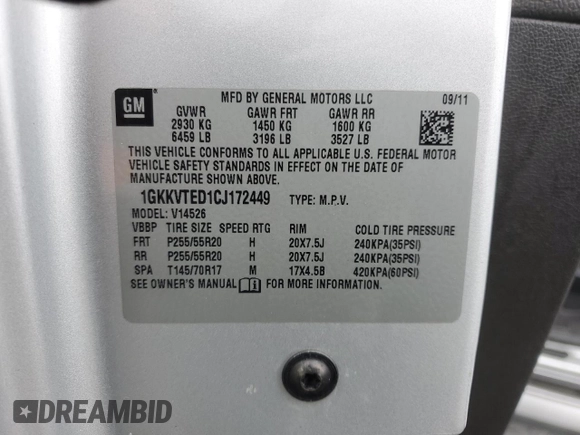 GM®
MFD BY GENERAL MOTORS LLC 09/11
GVWR GAWR FRT GAWR RR
2930 KG 1450 KG 1600 KG
6459 LB 3196 LB 3527 LB
THIS VEHICLE CONFORMS TO ALL APPLICABLE U.S. FEDERAL MOTOR
VEHICLE SAFETY STANDARDS IN EFFECT ON THE DATE OF
MANUFACTURE SHOWN ABOVE.
1GKKVTED1CJ172449 TYPE: M.P.V.
MODEL: V14526
VBBP TIRE SIZE SPEED RTG RIM COLD TIRE PRESSURE
FRT P255/55R20 H 20X7.5J 240KPA(35PSI)
RR P255/55R20 H 20X7.5J 240KPA(35PSI)
SPA T145/70R17 M 17X4.5B 420KPA(60PSI)
SEE OWNER'S MANUAL FOR MORE INFORMATION.
DREAMBID